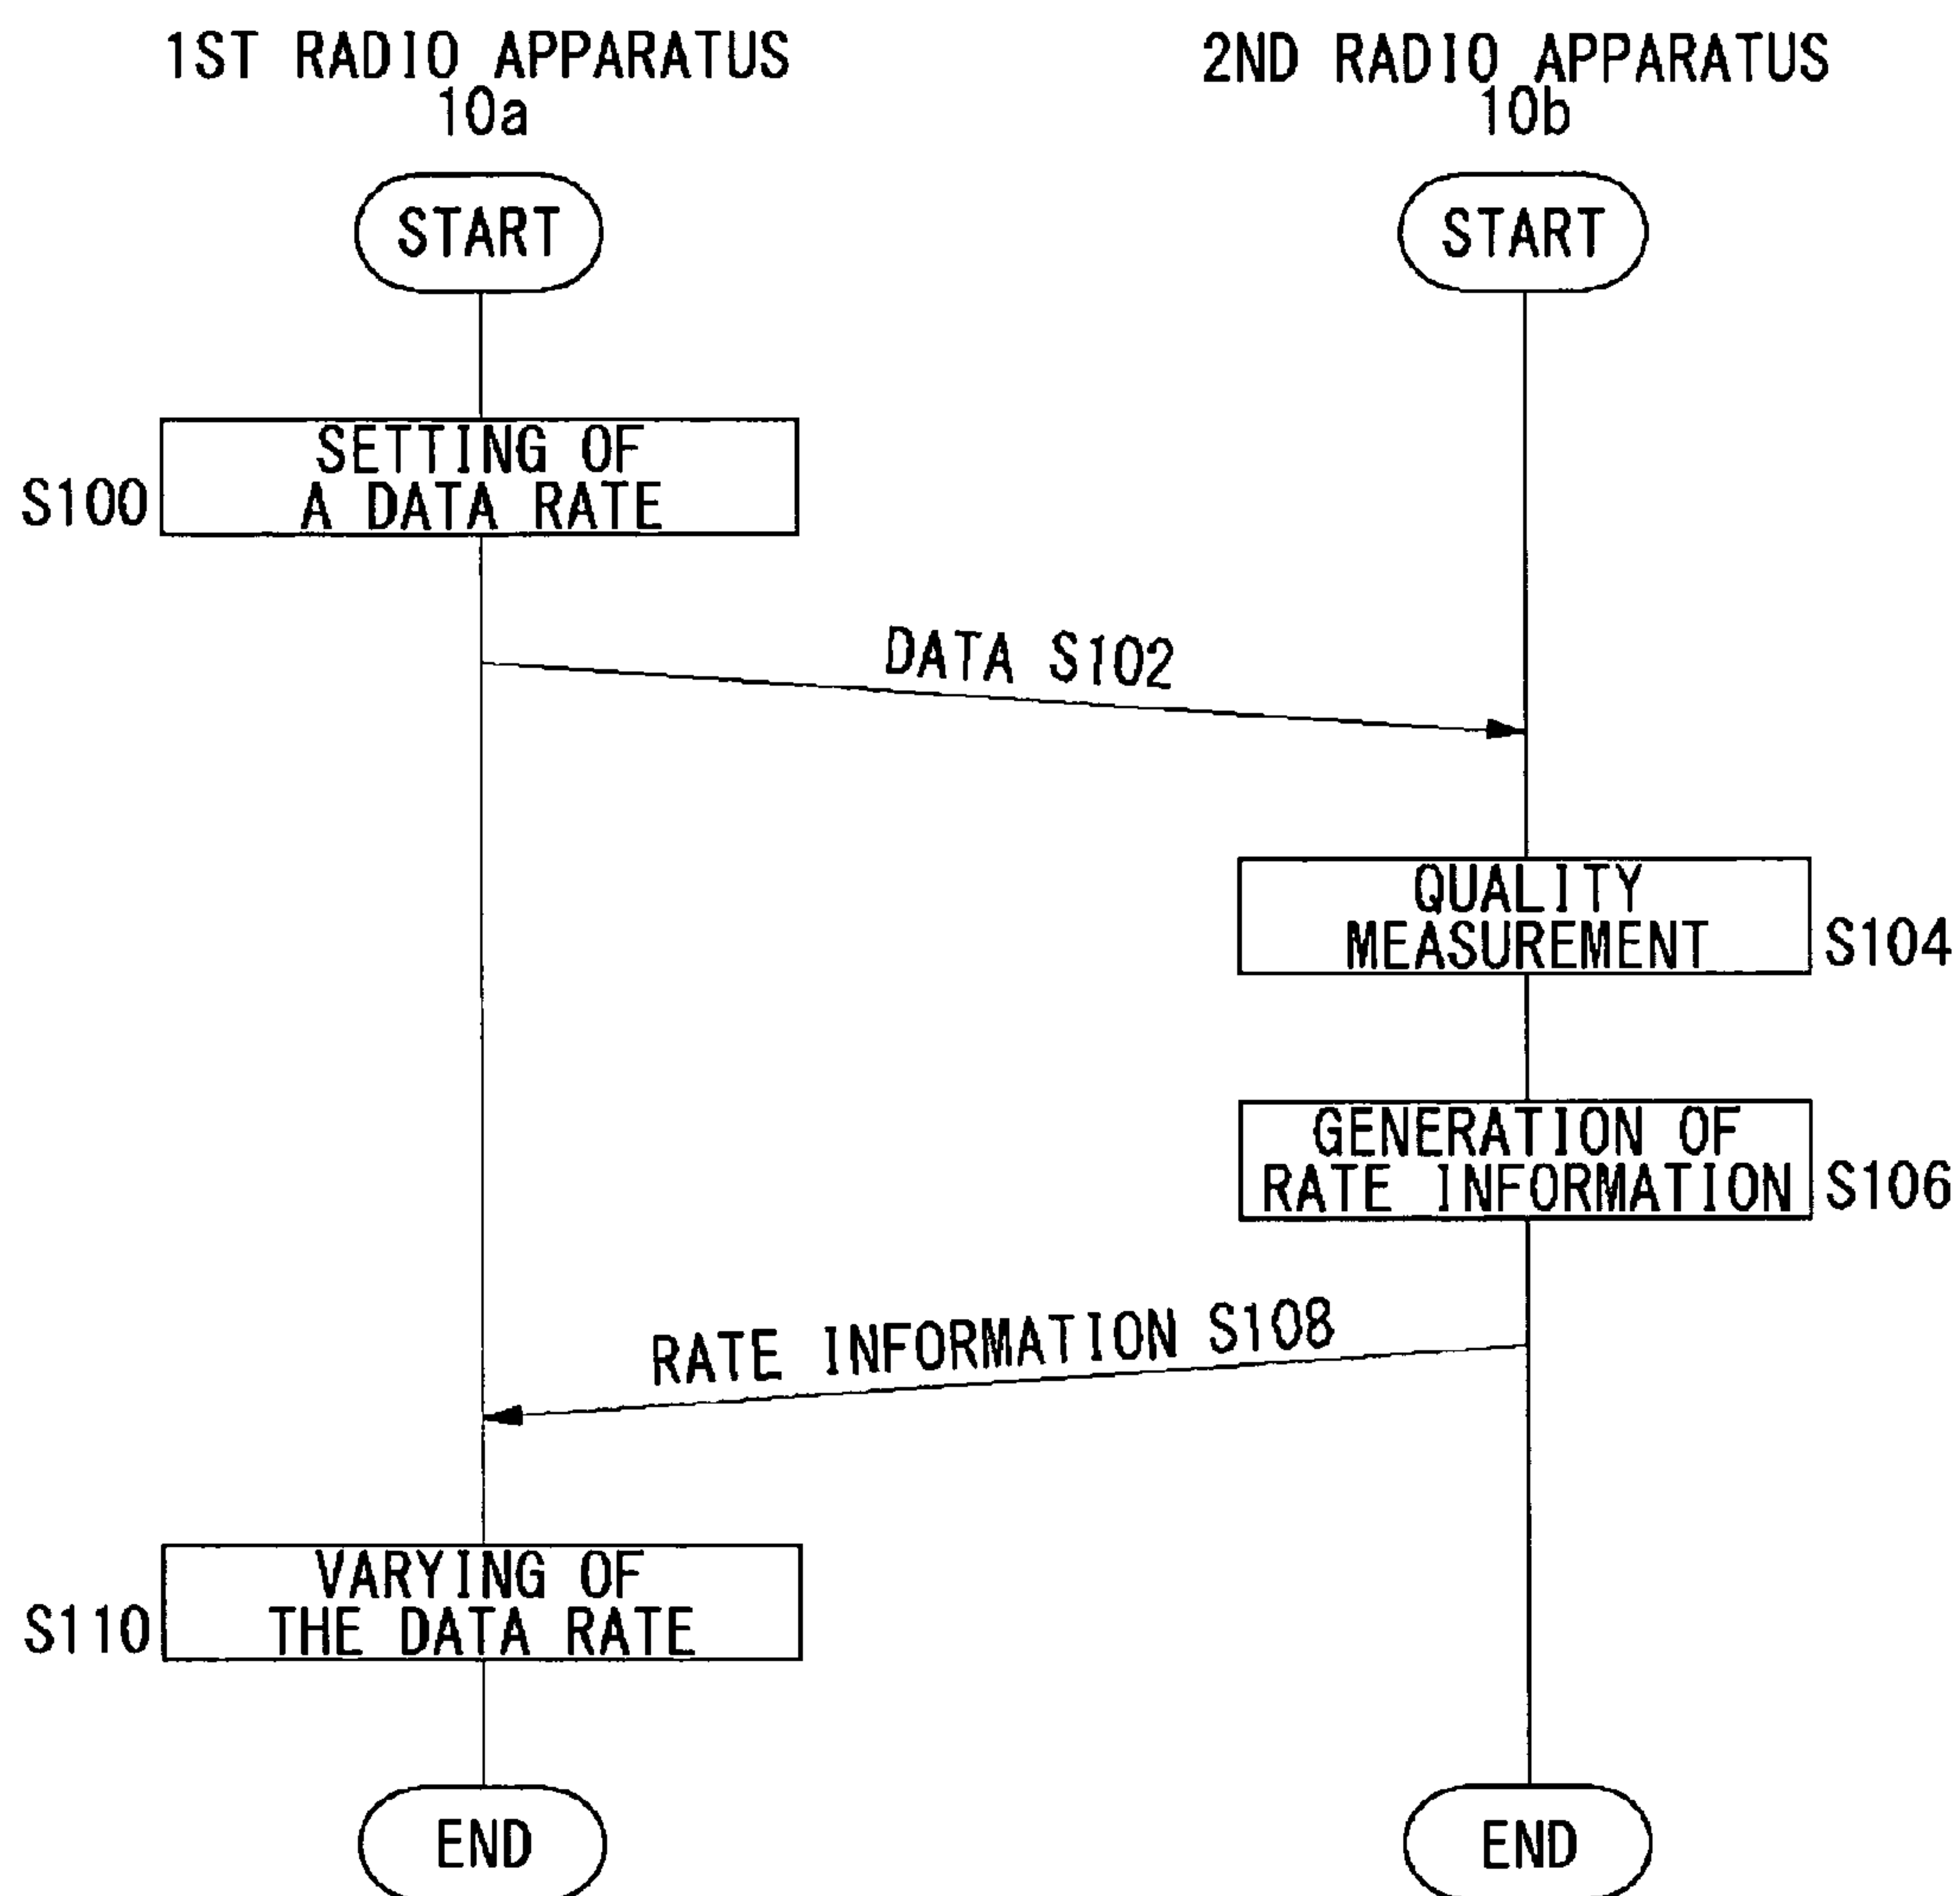 1ST RADIO APPARATUS
10a
2ND RADIO APPARATUS
10b
START
START
SETTING OF
A DATA RATE
S100
DATA S102
QUALITY
MEASUREMENT
S104
GENERATION OF
RATE INFORMATION
S106
RATE INFORMATION S108
VARYING OF
THE DATA RATE
S110
END
END